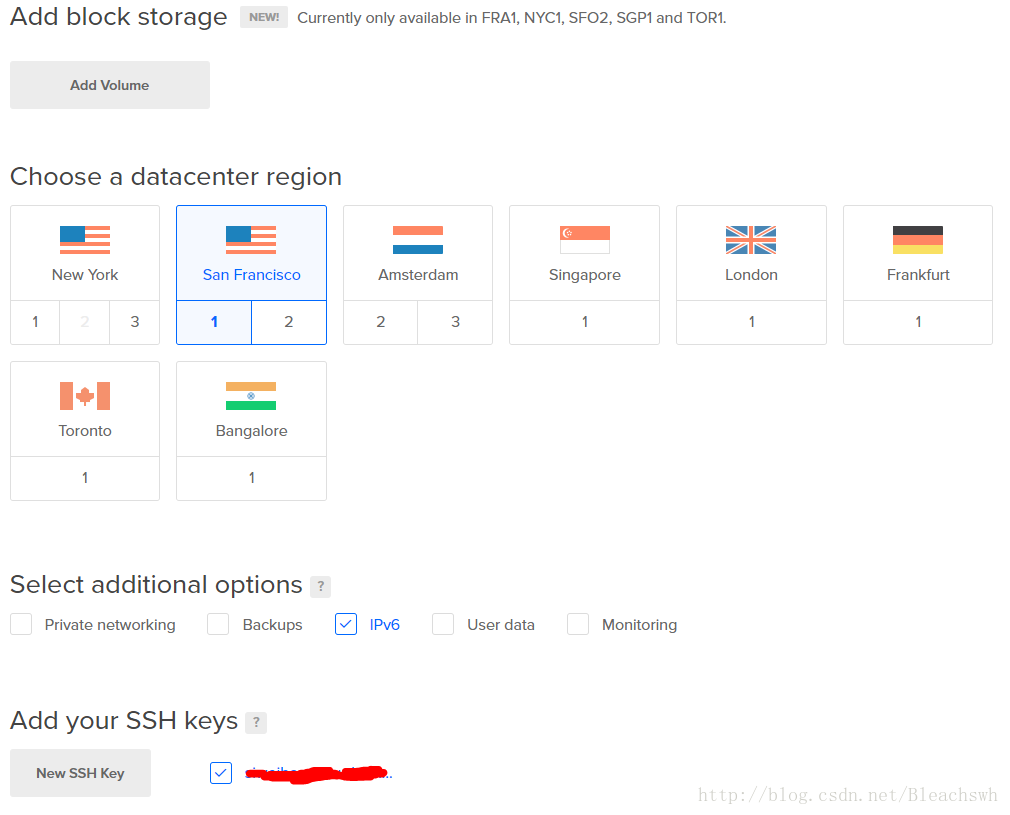 Add block storage NEW! Currently only available in FRA1, NYC1, SFO2, SGP1 and TOR1.
Add Volume
Choose a datacenter region
New York San Francisco Amsterdam Singapore London Frankfurt
1 2 3 1 2 2 3 1 1 1
Toronto Bangalore
1 1
Select additional options ?
Private networking Backups IPv6 User data Monitoring
Add your SSH keys ?
New SSH Key
http://blog.csdn.net/Bleachswh